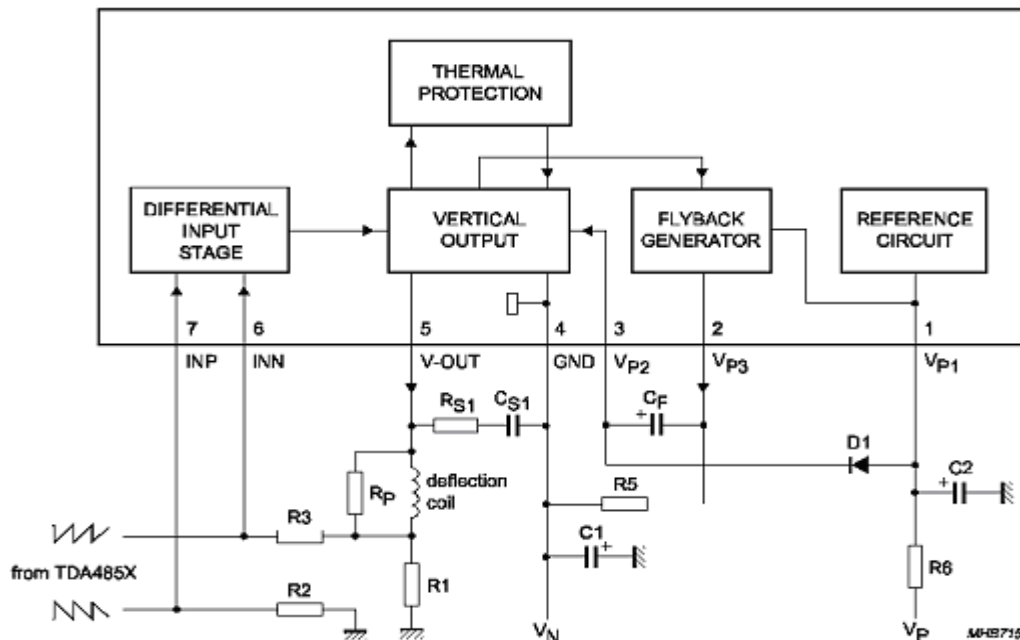 THERMAL
PROTECTION
DIFFERENTIAL
INPUT
STAGE
VERTICAL
OUTPUT
FLYBACK
GENERATOR
REFERENCE
CIRCUIT
7 6 5 4 3 2 1
INP INN V-OUT GND VP2 VP3 VP1
RS1 CS1 + CF
D1
RP deflection
coil
R5
+ C2
R3
C1 +
from TDA485X
R2 R1 R6
VN VP